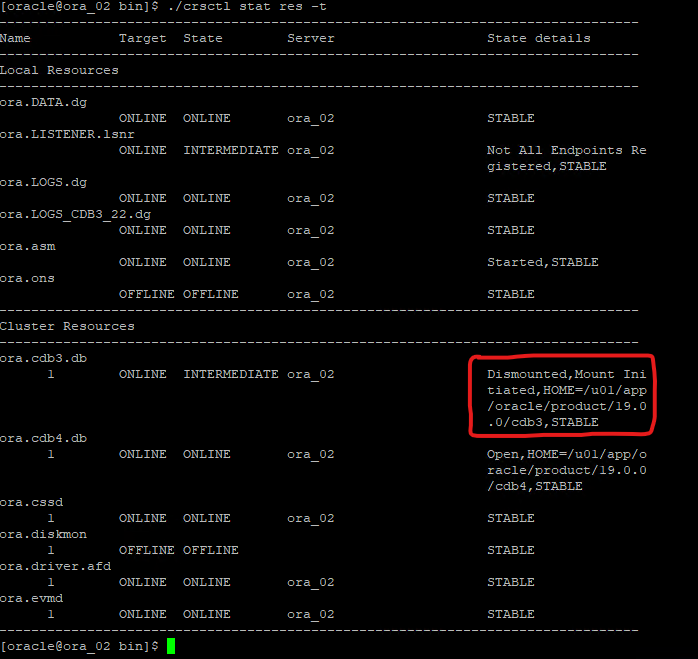 [oracle@ora_02 bin]$ ./crsctl stat res -t
--------------------------------------------------------------------------------
Name Target State Server State details
--------------------------------------------------------------------------------
Local Resources
--------------------------------------------------------------------------------
ora.DATA.dg
ONLINE ONLINE ora_02 STABLE
ora.LISTENER.lsnr
ONLINE INTERMEDIATE ora_02 Not All Endpoints Re
gistered,STABLE
ora.LOGS.dg
ONLINE ONLINE ora_02 STABLE
ora.LOGS_CDB3_22.dg
ONLINE ONLINE ora_02 STABLE
ora.asm
ONLINE ONLINE ora_02 Started,STABLE
ora.ons
OFFLINE OFFLINE ora_02 STABLE
--------------------------------------------------------------------------------
Cluster Resources
--------------------------------------------------------------------------------
ora.cdb3.db
1 ONLINE INTERMEDIATE ora_02 Dismounted,Mount Ini
tiated,HOME=/u01/app
/oracle/product/19.0
.0/cdb3,STABLE
ora.cdb4.db
1 ONLINE ONLINE ora_02 Open,HOME=/u01/app/o
racle/product/19.0.0
/cdb4,STABLE
ora.cssd
1 ONLINE ONLINE ora_02 STABLE
ora.diskmon
1 OFFLINE OFFLINE STABLE
ora.driver.afd
1 ONLINE ONLINE ora_02 STABLE
ora.evmd
1 ONLINE ONLINE ora_02 STABLE
--------------------------------------------------------------------------------
[oracle@ora_02 bin]$